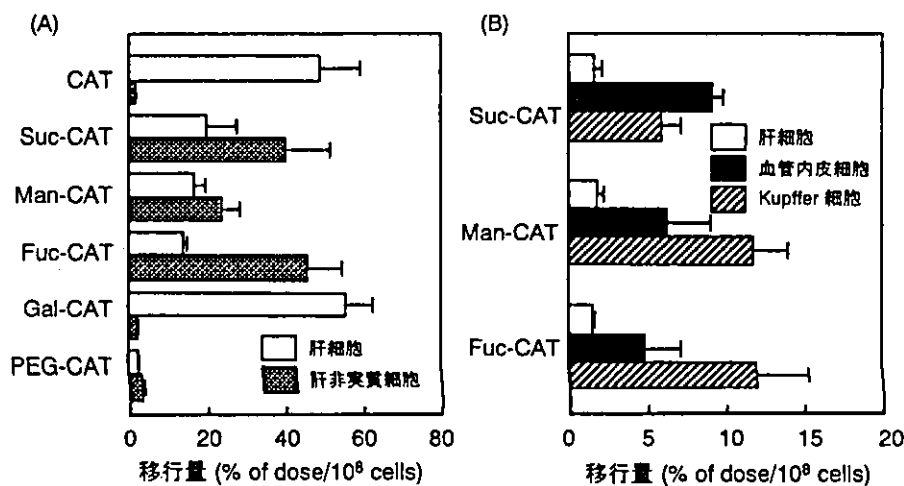 (A)
CAT
Suc-CAT
Man-CAT
Fuc-CAT
Gal-CAT
PEG-CAT
肝細胞
肝非実質細胞
0 20 40 60 80
移行量 (% of dose/10⁸ cells)
(B)
Suc-CAT
Man-CAT
Fuc-CAT
肝細胞
血管内皮細胞
Kupffer 細胞
0 5 10 15 20
移行量 (% of dose/10⁸ cells)